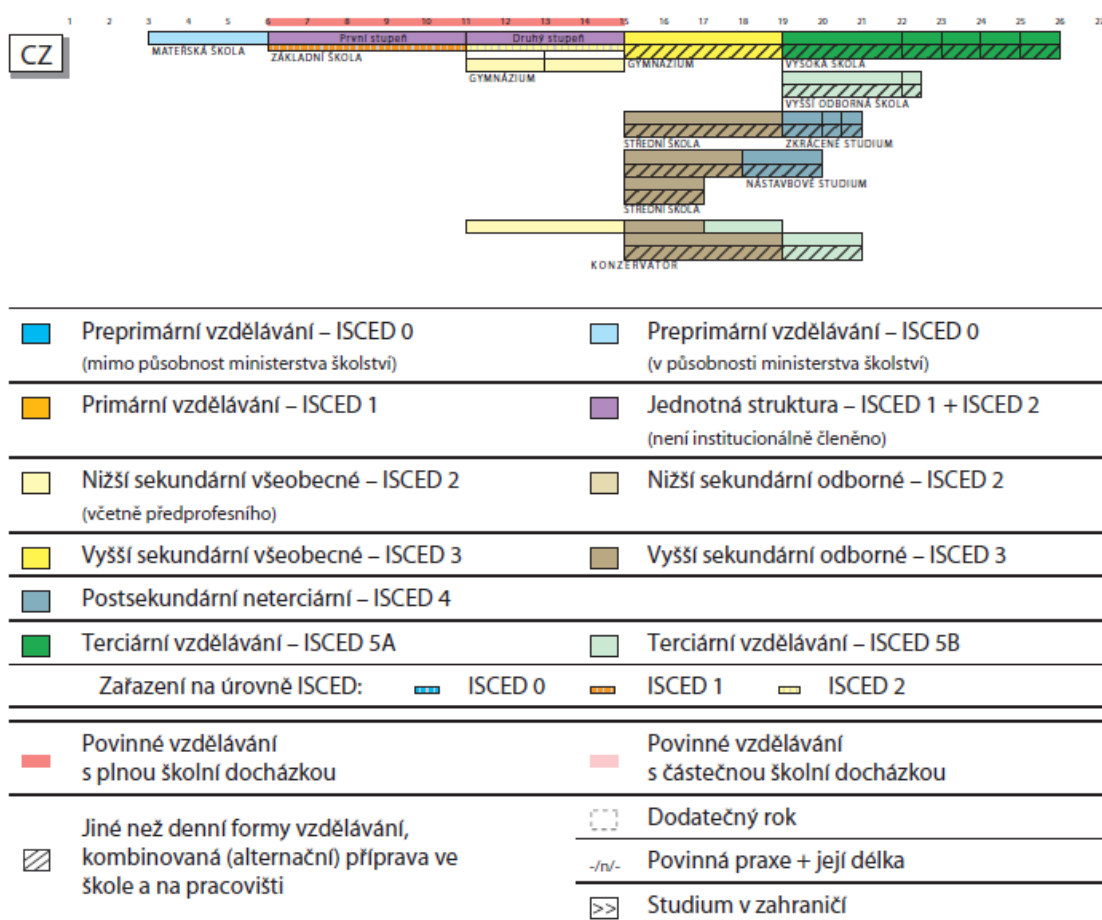 1 2 3 4 5 6 7 8 9 10 11 12 13 14 15 16 17 18 19 20 21 22 23 24 25 26
CZ
První stupeň Druhý stupeň
MATEŘSKÁ ŠKOLA ZÁKLADNÍ ŠKOLA GYMNÁZIUM GYMNÁZIUM VYSOKÁ ŠKOLA
VYŠŠÍ ODBORNÁ ŠKOLA
STŘEDNÍ ŠKOLA ZKRÁCENÉ STUDIUM
NÁSTAVBOVÉ STUDIUM
STŘEDNÍ ŠKOLA
KONZERVATOŘ
Preprimární vzdělávání – ISCED 0
(mimo působnost ministerstva školství)
Preprimární vzdělávání – ISCED 0
(v působnosti ministerstva školství)
Primární vzdělávání – ISCED 1
Jednotná struktura – ISCED 1 + ISCED 2
(není institucionálně členěno)
Nižší sekundární všeobecné – ISCED 2
(včetně předprofesního)
Nižší sekundární odborné – ISCED 2
Vyšší sekundární všeobecné – ISCED 3
Vyšší sekundární odborné – ISCED 3
Postsekundární neterciární – ISCED 4
Terciární vzdělávání – ISCED 5A
Terciární vzdělávání – ISCED 5B
Zařazení na úrovně ISCED: ISCED 0 ISCED 1 ISCED 2
Povinné vzdělávání
s plnou školní docházkou
Povinné vzdělávání
s částečnou školní docházkou
Jiné než denní formy vzdělávání,
kombinovaná (alternační) příprava ve
škole a na pracovišti
Dodatečný rok
-/n/- Povinná praxe + její délka
>> Studium v zahraničí